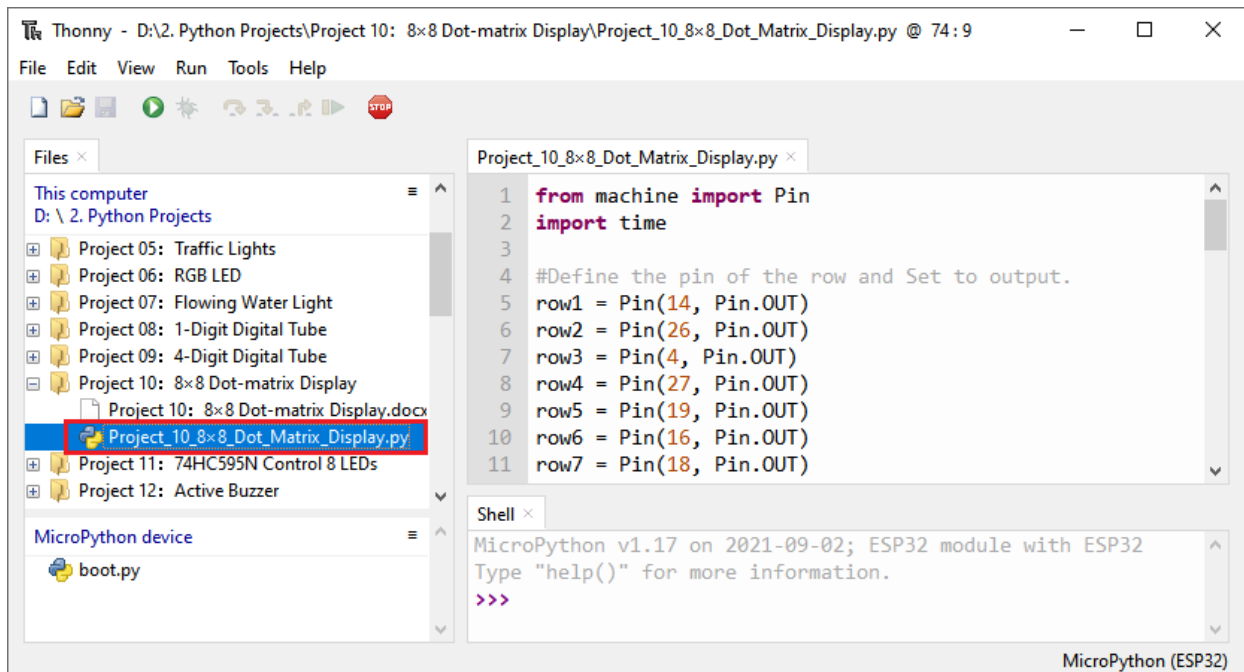 Thonny - D:\2. Python Projects\Project 10：8×8 Dot-matrix Display\Project_10_8×8_Dot_Matrix_Display.py @ 74:9
File Edit View Run Tools Help
STOP
Files
This computer
D: \ 2. Python Projects
Project 05：Traffic Lights
Project 06：RGB LED
Project 07：Flowing Water Light
Project 08：1-Digit Digital Tube
Project 09：4-Digit Digital Tube
Project 10：8×8 Dot-matrix Display
Project 10：8×8 Dot-matrix Display.docx
Project_10_8×8_Dot_Matrix_Display.py
Project 11：74HC595N Control 8 LEDs
Project 12：Active Buzzer
MicroPython device
boot.py
Project_10_8×8_Dot_Matrix_Display.py
1 from machine import Pin
2 import time
3
4 #Define the pin of the row and Set to output.
5 row1 = Pin(14, Pin.OUT)
6 row2 = Pin(26, Pin.OUT)
7 row3 = Pin(4, Pin.OUT)
8 row4 = Pin(27, Pin.OUT)
9 row5 = Pin(19, Pin.OUT)
10 row6 = Pin(16, Pin.OUT)
11 row7 = Pin(18, Pin.OUT)
Shell
MicroPython v1.17 on 2021-09-02; ESP32 module with ESP32
Type "help()" for more information.
>>>
MicroPython (ESP32)